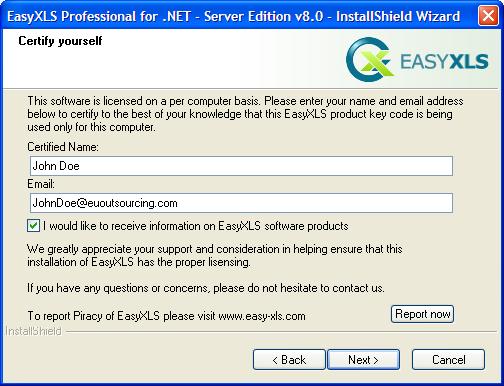 EasyXLS Professional for .NET - Server Edition v8.0 - InstallShield Wizard
Certify yourself
EASYXLS
This software is licensed on a per computer basis. Please enter your name and email address
below to certify to the best of your knowledge that this EasyXLS product key code is being
used only for this computer.
Certified Name:
John Doe
Email:
JohnDoe@euoutsourcing.com
I would like to receive information on EasyXLS software products
We greatly appreciate your support and consideration in helping ensure that this
installation of EasyXLS has the proper lisensing.
If you have any questions or concerns, please do not hesitate to contact us.
To report Piracy of EasyXLS please visit www.easy-xls.com
Report now
InstallShield
< Back
Next >
Cancel